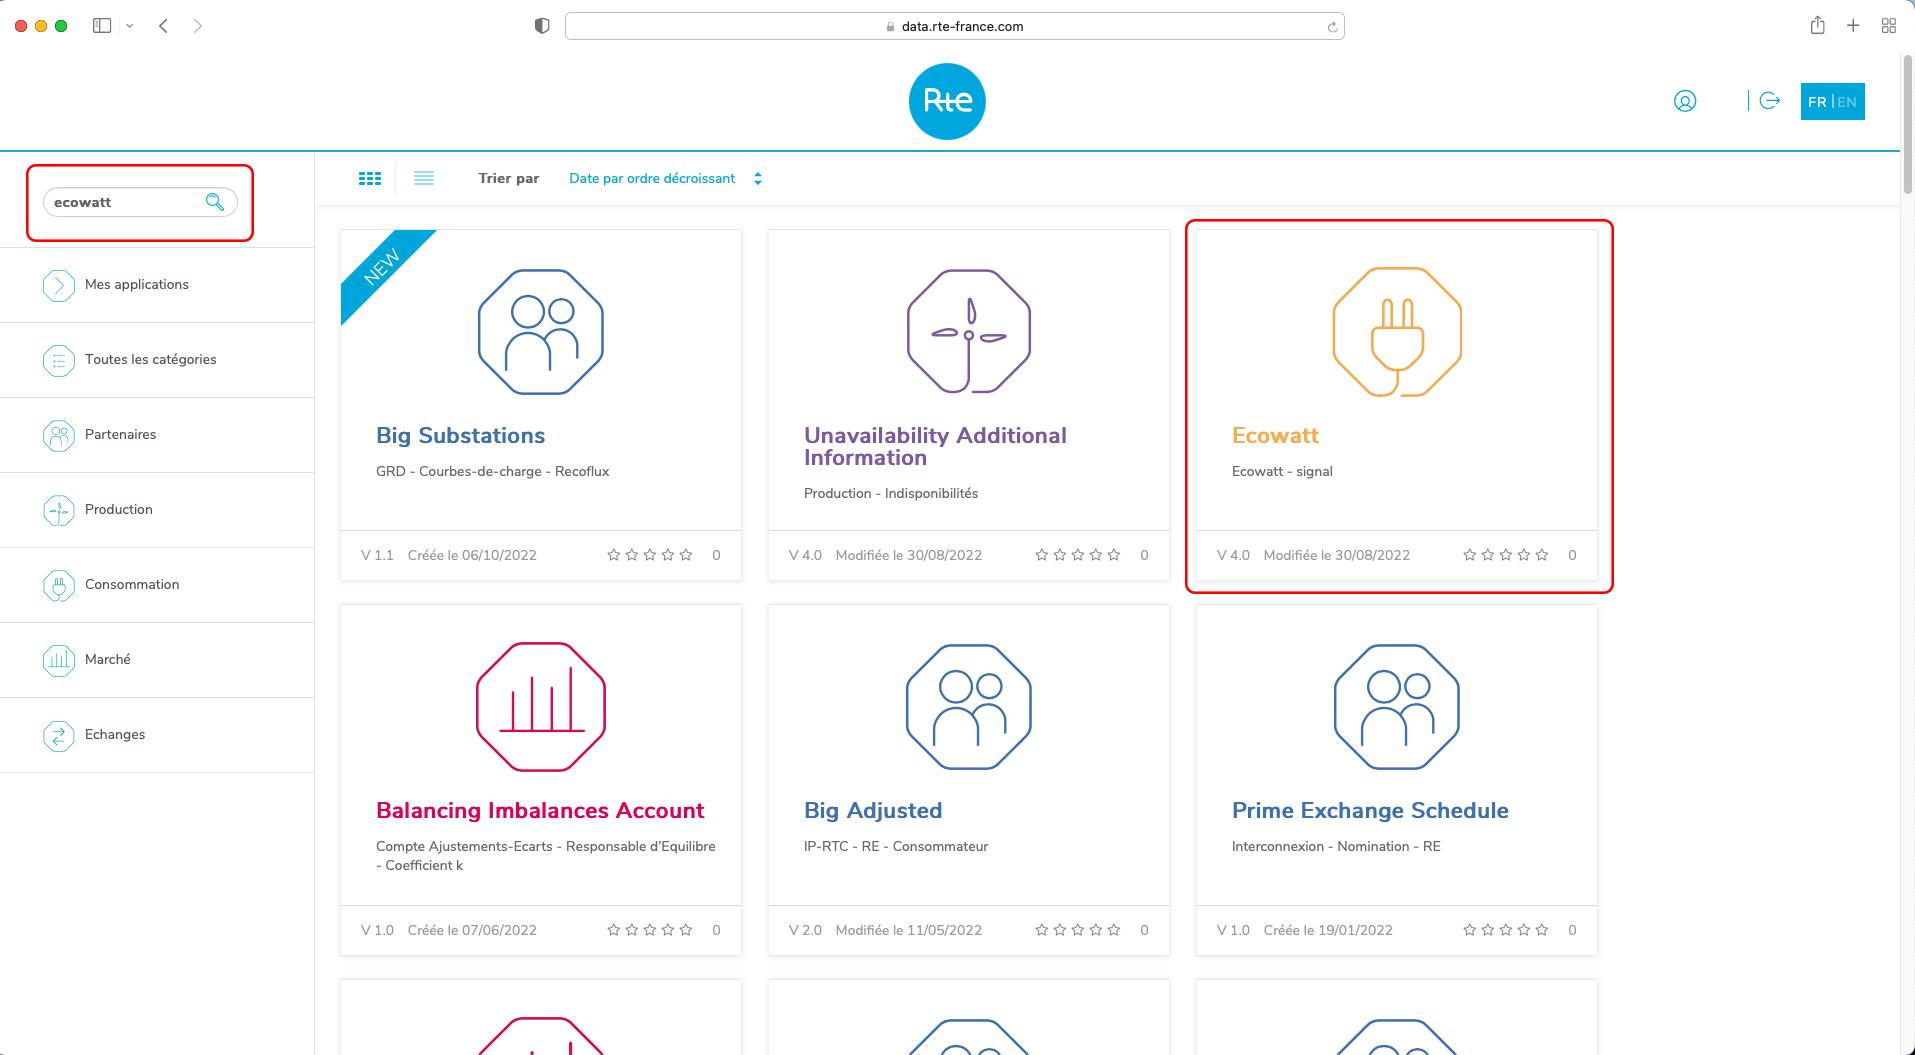 data.rte-france.com
Rte
FR | EN
ecowatt
Mes applications
Toutes les catégories
Partenaires
Production
Consommation
Marché
Echanges
Trier par Date par ordre décroissant
NEW
Big Substations
GRD - Courbes-de-charge - Recoflux
V 1.1 Créée le 06/10/2022 0
Unavailability Additional
Information
Production - Indisponibilités
V 4.0 Modifiée le 30/08/2022 0
Ecowatt
Ecowatt - signal
V 4.0 Modifiée le 30/08/2022 0
Balancing Imbalances Account
Compte Ajustements-Ecarts - Responsable d'Equilibre
- Coefficient k
V 1.0 Créée le 07/06/2022 0
Big Adjusted
IP-RTC - RE - Consommateur
V 2.0 Modifiée le 11/05/2022 0
Prime Exchange Schedule
Interconnexion - Nomination - RE
V 1.0 Créée le 19/01/2022 0